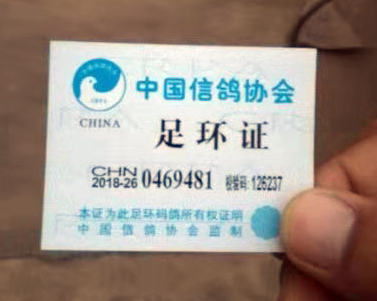 中国信鸽协会
CHINA
足环证
CHN
2018-26 0469481 校验码: 126237
本证为此足环码鸽所有权证明
中国信鸽协会监制